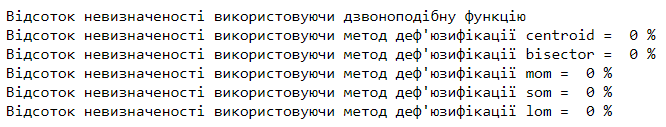 Відсоток невизначеності використовуючи дзвоноподібну функцію
Відсоток невизначеності використовуючи метод деф'юзифікації centroid =  0 %
Відсоток невизначеності використовуючи метод деф'юзифікації bisector =  0 %
Відсоток невизначеності використовуючи метод деф'юзифікації mom =  0 %
Відсоток невизначеності використовуючи метод деф'юзифікації som =  0 %
Відсоток невизначеності використовуючи метод деф'юзифікації lom =  0 %